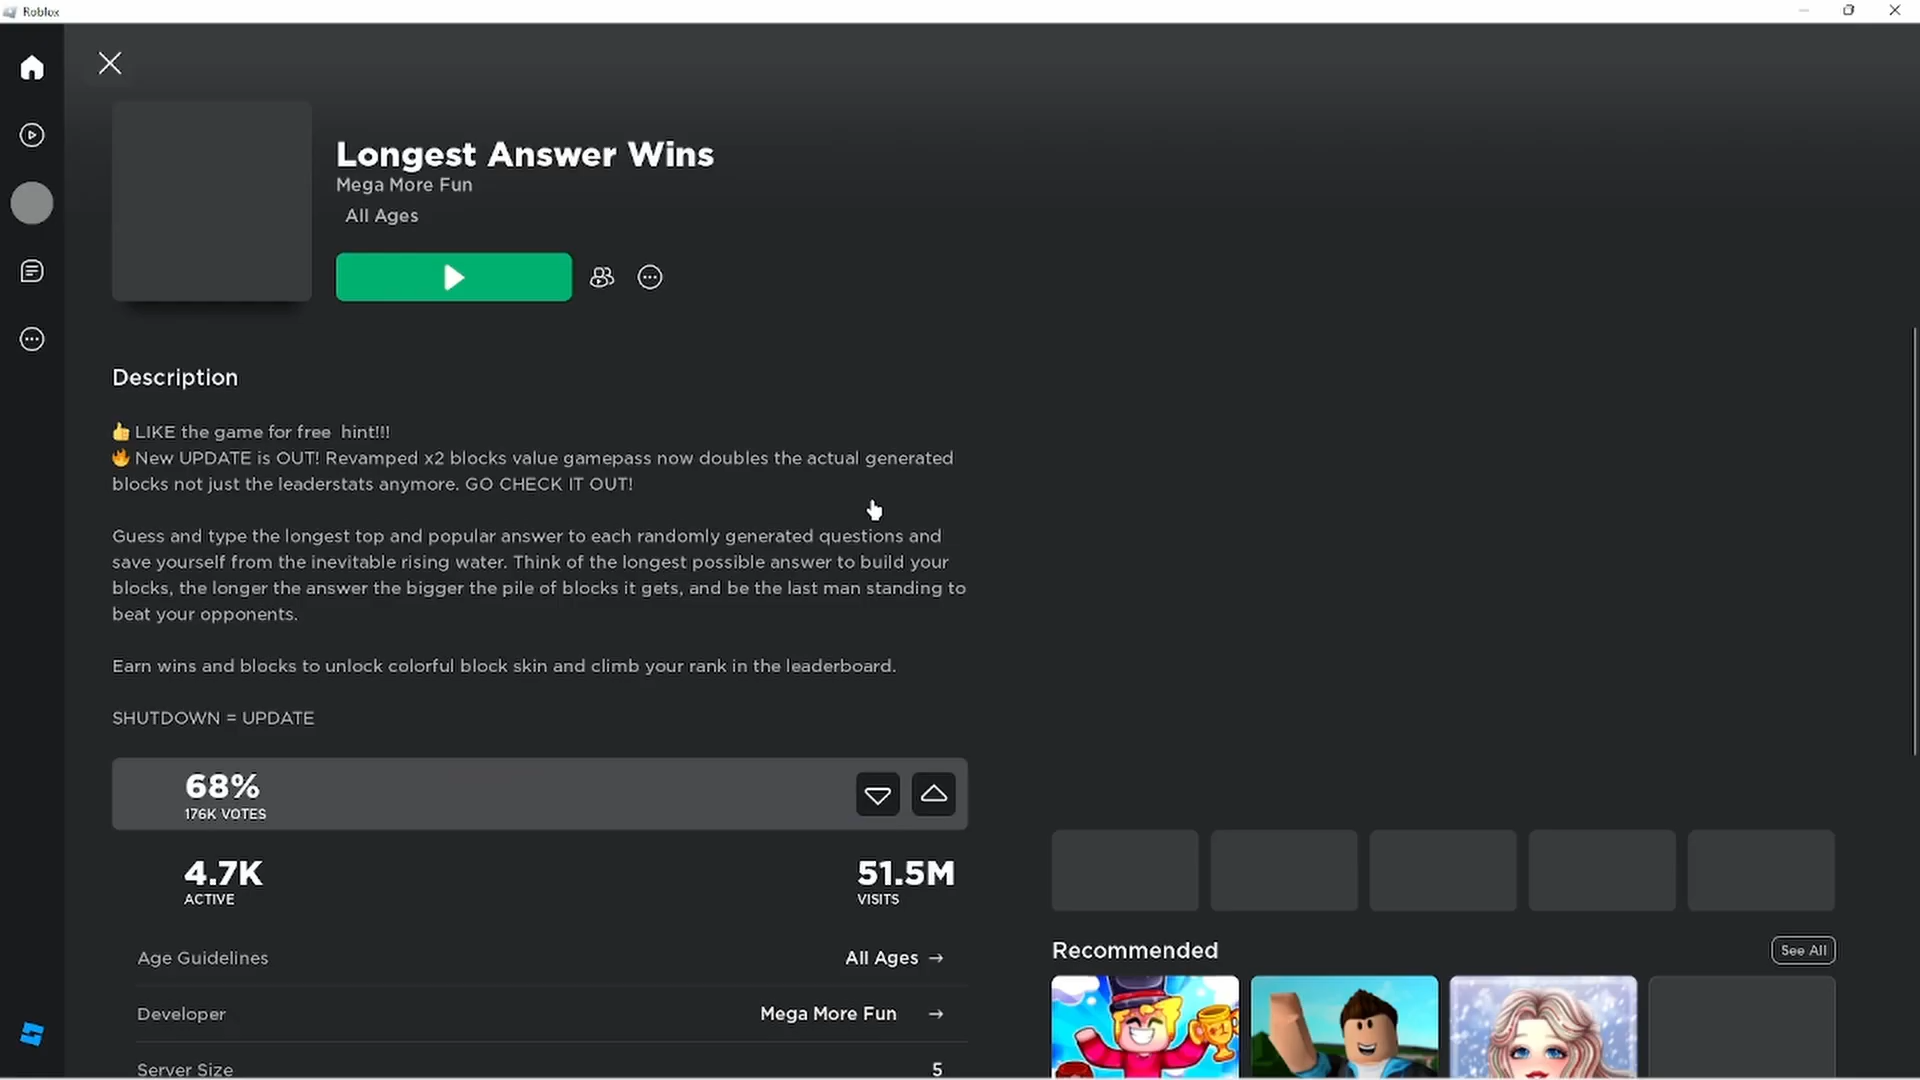 Roblox
Longest Answer Wins
Mega More Fun
All Ages
Description
👍 LIKE the game for free  hint!!!
🔥 New UPDATE is OUT! Revamped x2 blocks value gamepass now doubles the actual generated
blocks not just the leaderstats anymore. GO CHECK IT OUT!
Guess and type the longest top and popular answer to each randomly generated questions and
save yourself from the inevitable rising water. Think of the longest possible answer to build your
blocks, the longer the answer the bigger the pile of blocks it gets, and be the last man standing to
beat your opponents.
Earn wins and blocks to unlock colorful block skin and climb your rank in the leaderboard.
SHUTDOWN = UPDATE
68%
176K VOTES
4.7K
ACTIVE
51.5M
VISITS
Age Guidelines
All Ages →
Developer
Mega More Fun →
Server Size
5
Recommended
See All